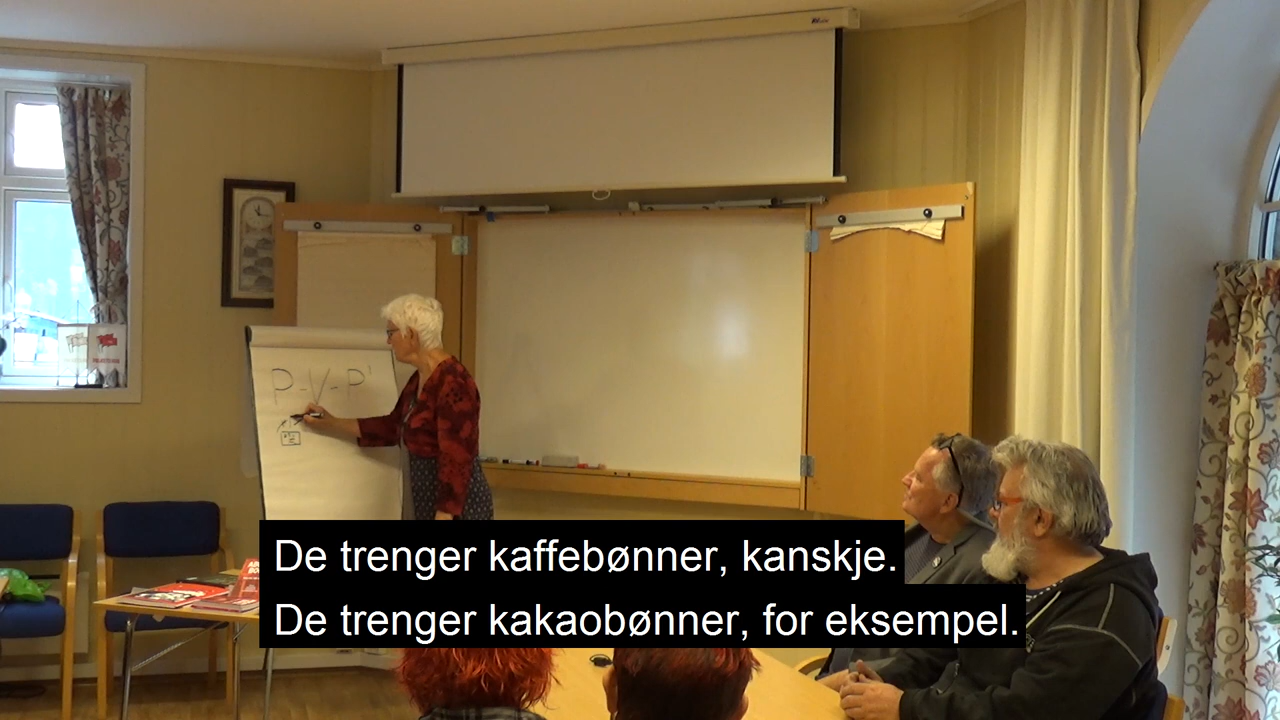 P-V-P'
De trenger kaffebønner, kanskje.
De trenger kakaobønner, for eksempel.